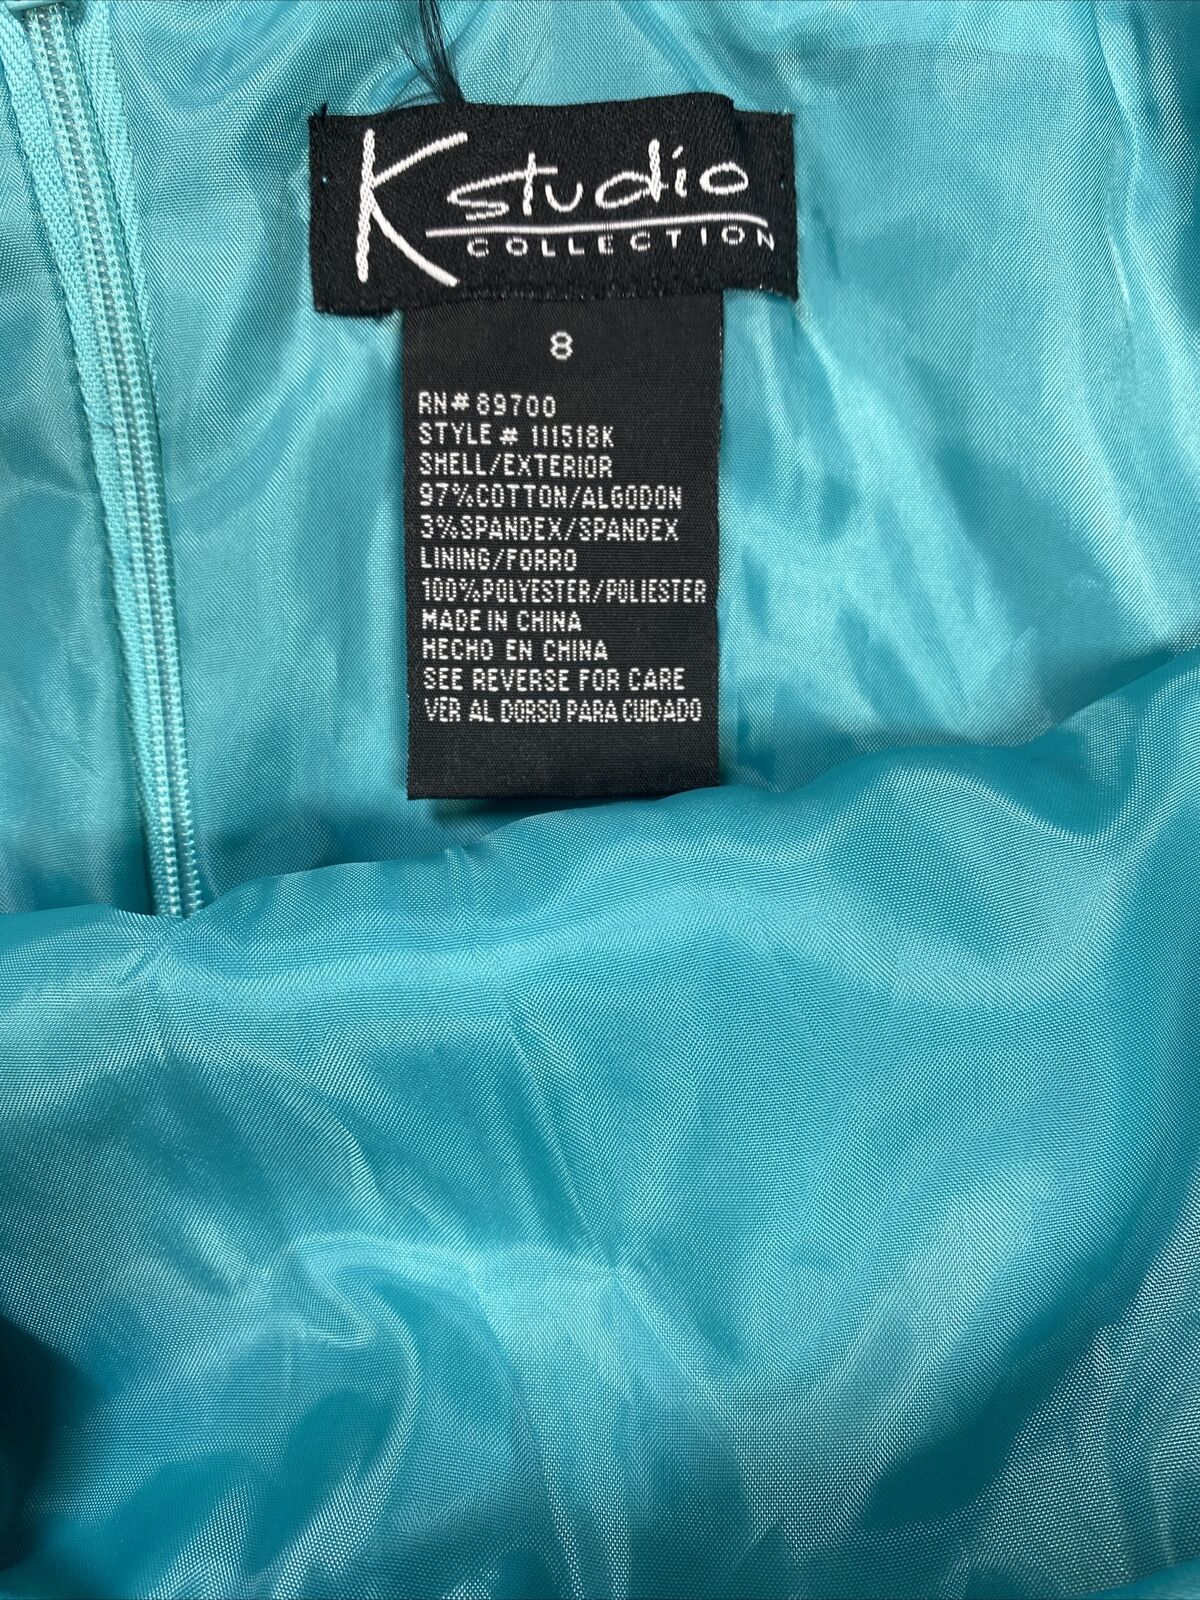 K studio
COLLECTION
8
RN# 89700
STYLE # 111518K
SHELL/EXTERIOR
97%COTTON/ALGODON
3%SPANDEX/SPANDEX
LINING/FORRO
100%POLYESTER/POLIESTER
MADE IN CHINA
HECHO EN CHINA
SEE REVERSE FOR CARE
VER AL DORSO PARA CUIDADO